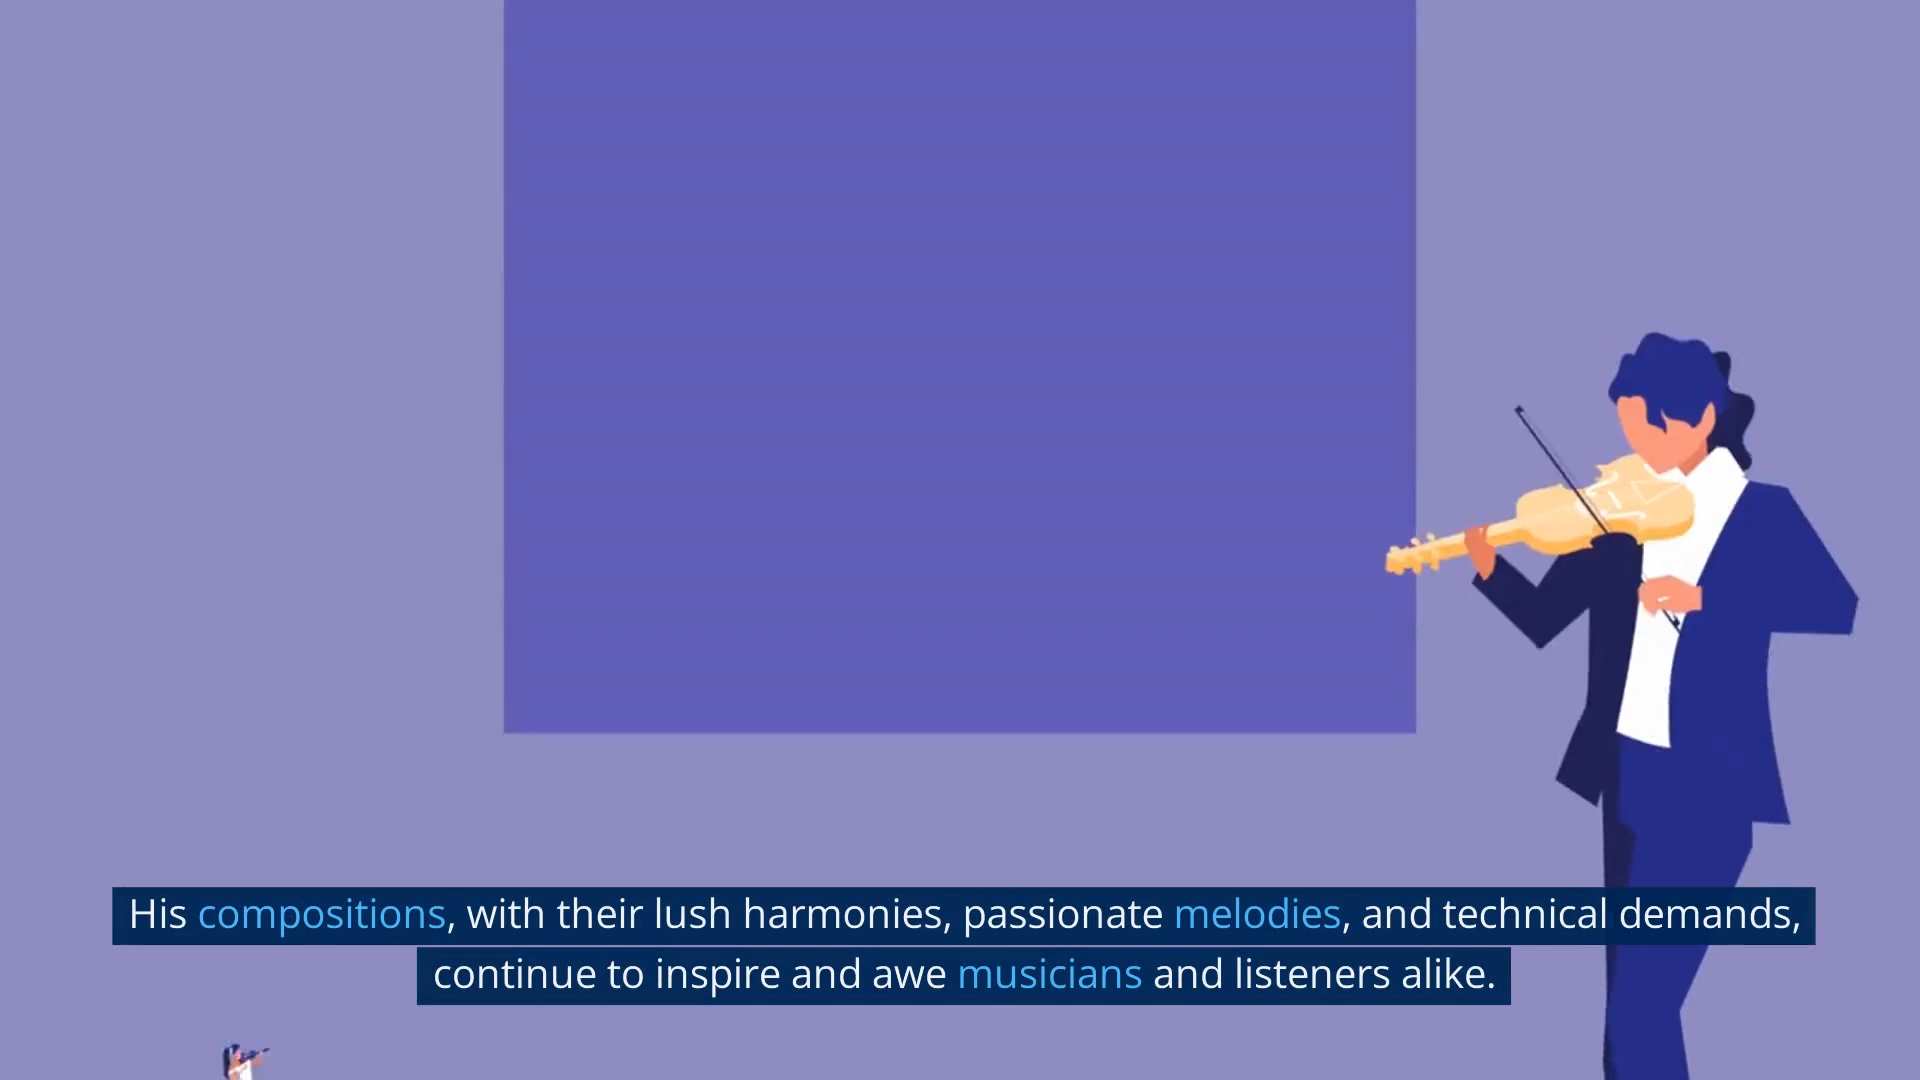 His compositions, with their lush harmonies, passionate melodies, and technical demands,
continue to inspire and awe musicians and listeners alike.